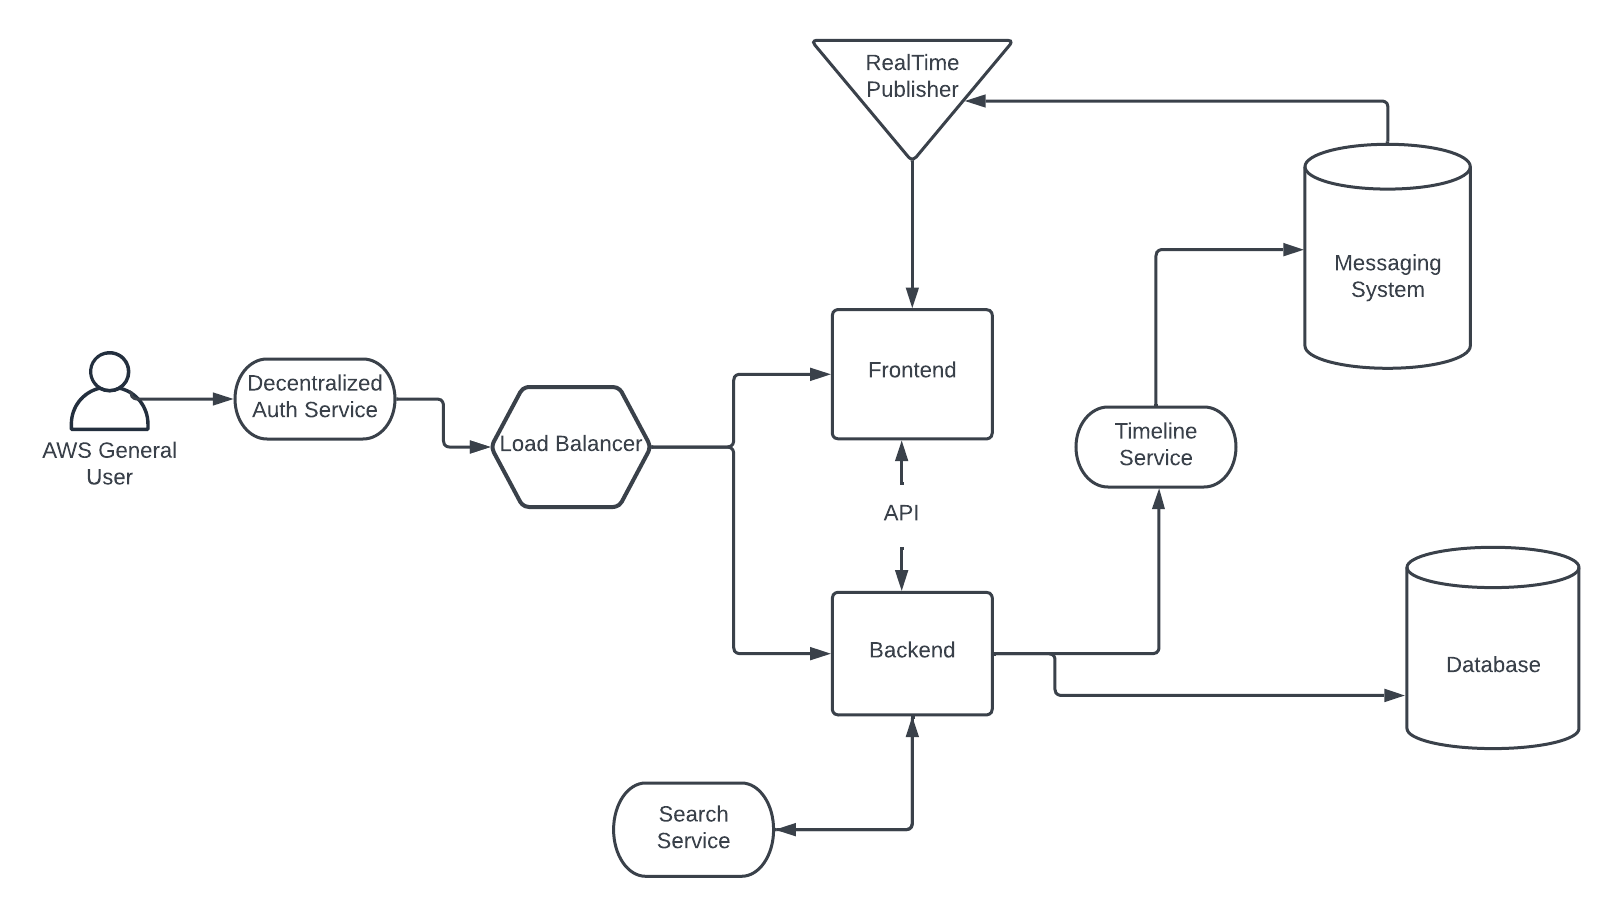 RealTime
Publisher
Messaging
System
Frontend
Decentralized
Auth Service
AWS General
User
Load Balancer
Timeline
Service
API
Backend
Database
Search
Service